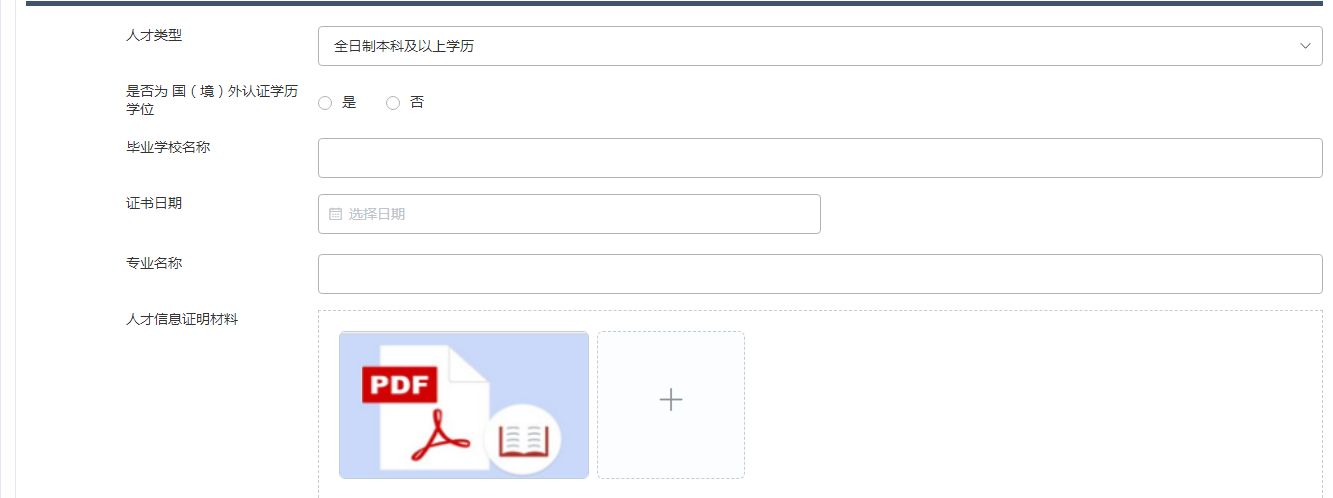 人才类型
全日制本科及以上学历
是否为 国（境）外认证学历
学位
是 否
毕业学校名称
证书日期
选择日期
专业名称
人才信息证明材料
PDF